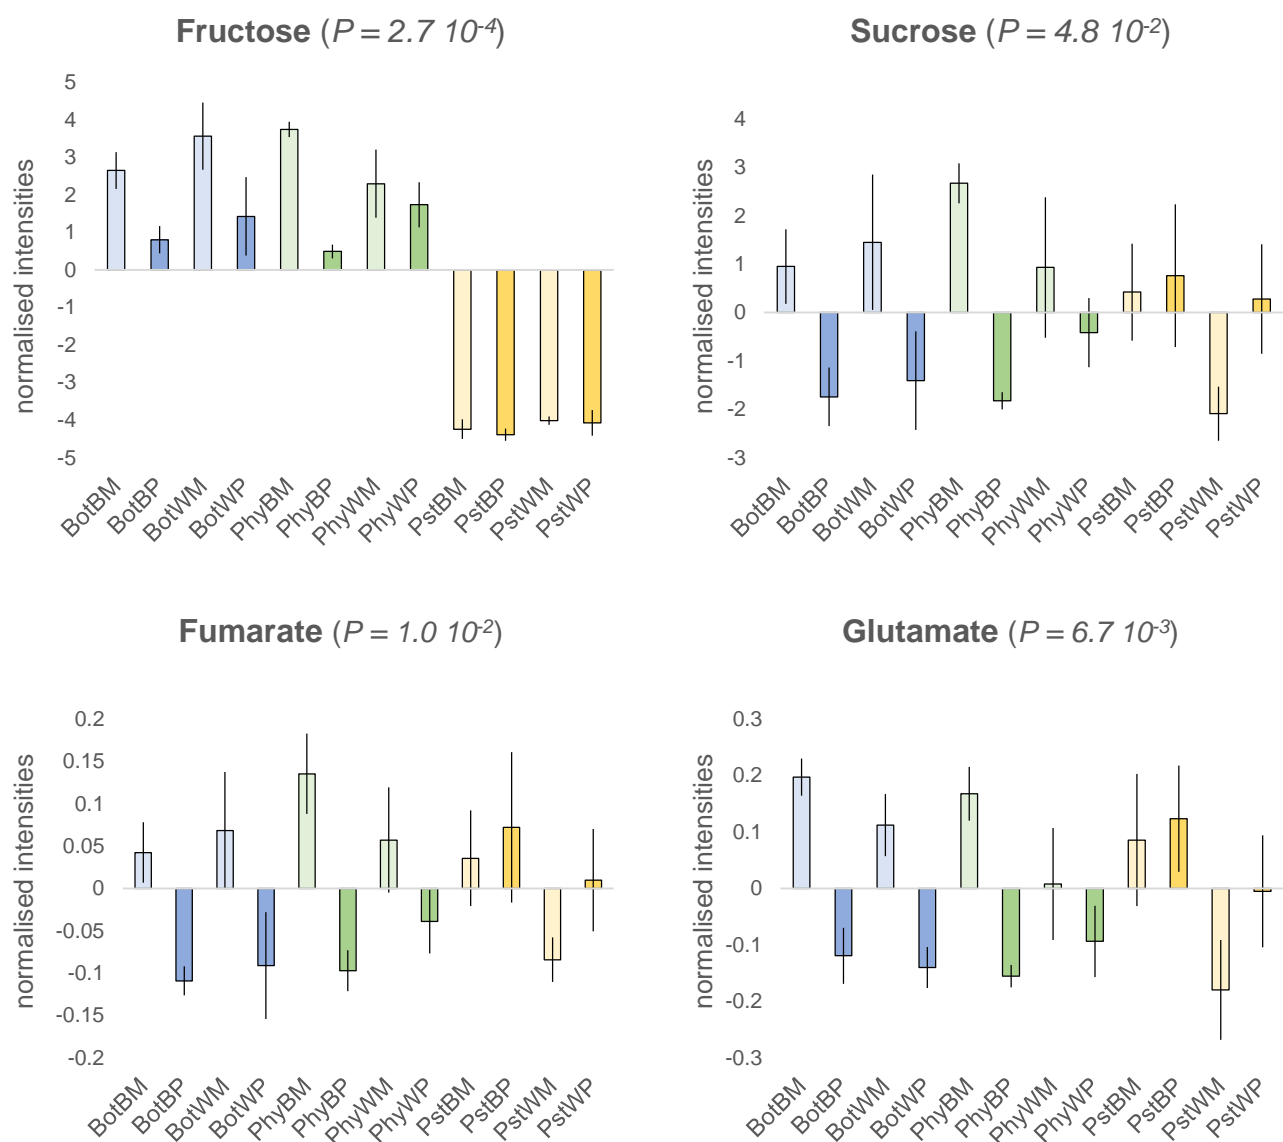 Fructose (P = 2.7 10-4)
normalised intensities
5
4
3
2
1
0
-1
-2
-3
-4
-5
BotBM
BotBP
BotWM
BotWP
PhyBM
PhyBP
PhyWM
PhyWP
PstBM
PstBP
PstWM
PstWP
Sucrose (P = 4.8 10-2)
normalised intensities
4
3
2
1
0
-1
-2
-3
BotBM
BotBP
BotWM
BotWP
PhyBM
PhyBP
PhyWM
PhyWP
PstBM
PstBP
PstWM
PstWP
Fumarate (P = 1.0 10-2)
normalised intensities
0.2
0.15
0.1
0.05
0
-0.05
-0.1
-0.15
-0.2
BotBM
BotBP
BotWM
BotWP
PhyBM
PhyBP
PhyWM
PhyWP
PstBM
PstBP
PstWM
PstWP
Glutamate (P = 6.7 10-3)
normalised intensities
0.3
0.2
0.1
0
-0.1
-0.2
-0.3
BotBM
BotBP
BotWM
BotWP
PhyBM
PhyBP
PhyWM
PhyWP
PstBM
PstBP
PstWM
PstWP